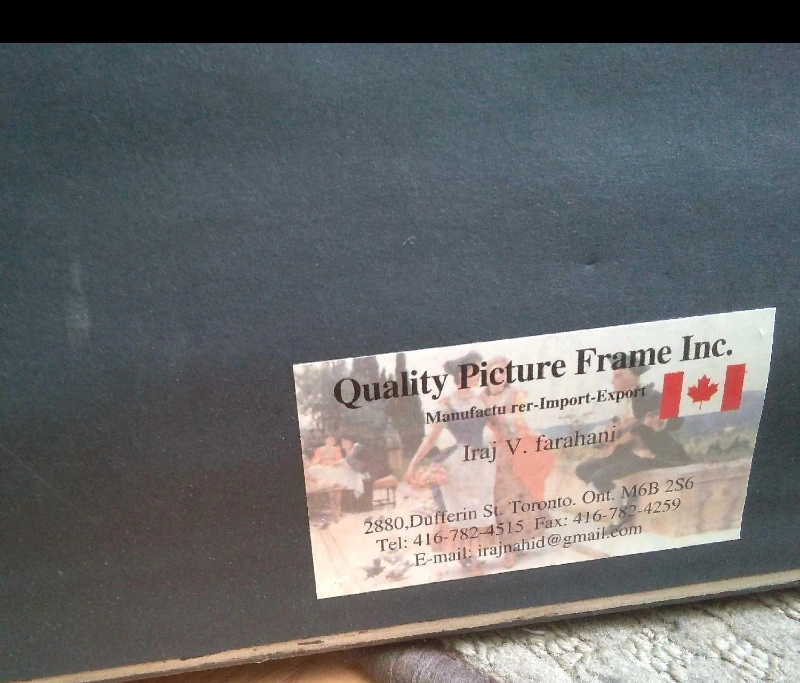 Quality Picture Frame Inc.
Manufactu rer-Import-Export
Iraj V. farahani
2880,Dufferin St. Toronto. Ont. M6B 2S6
Tel: 416-782-4515 Fax: 416-782-4259
E-mail: irajnahid@gmail.com